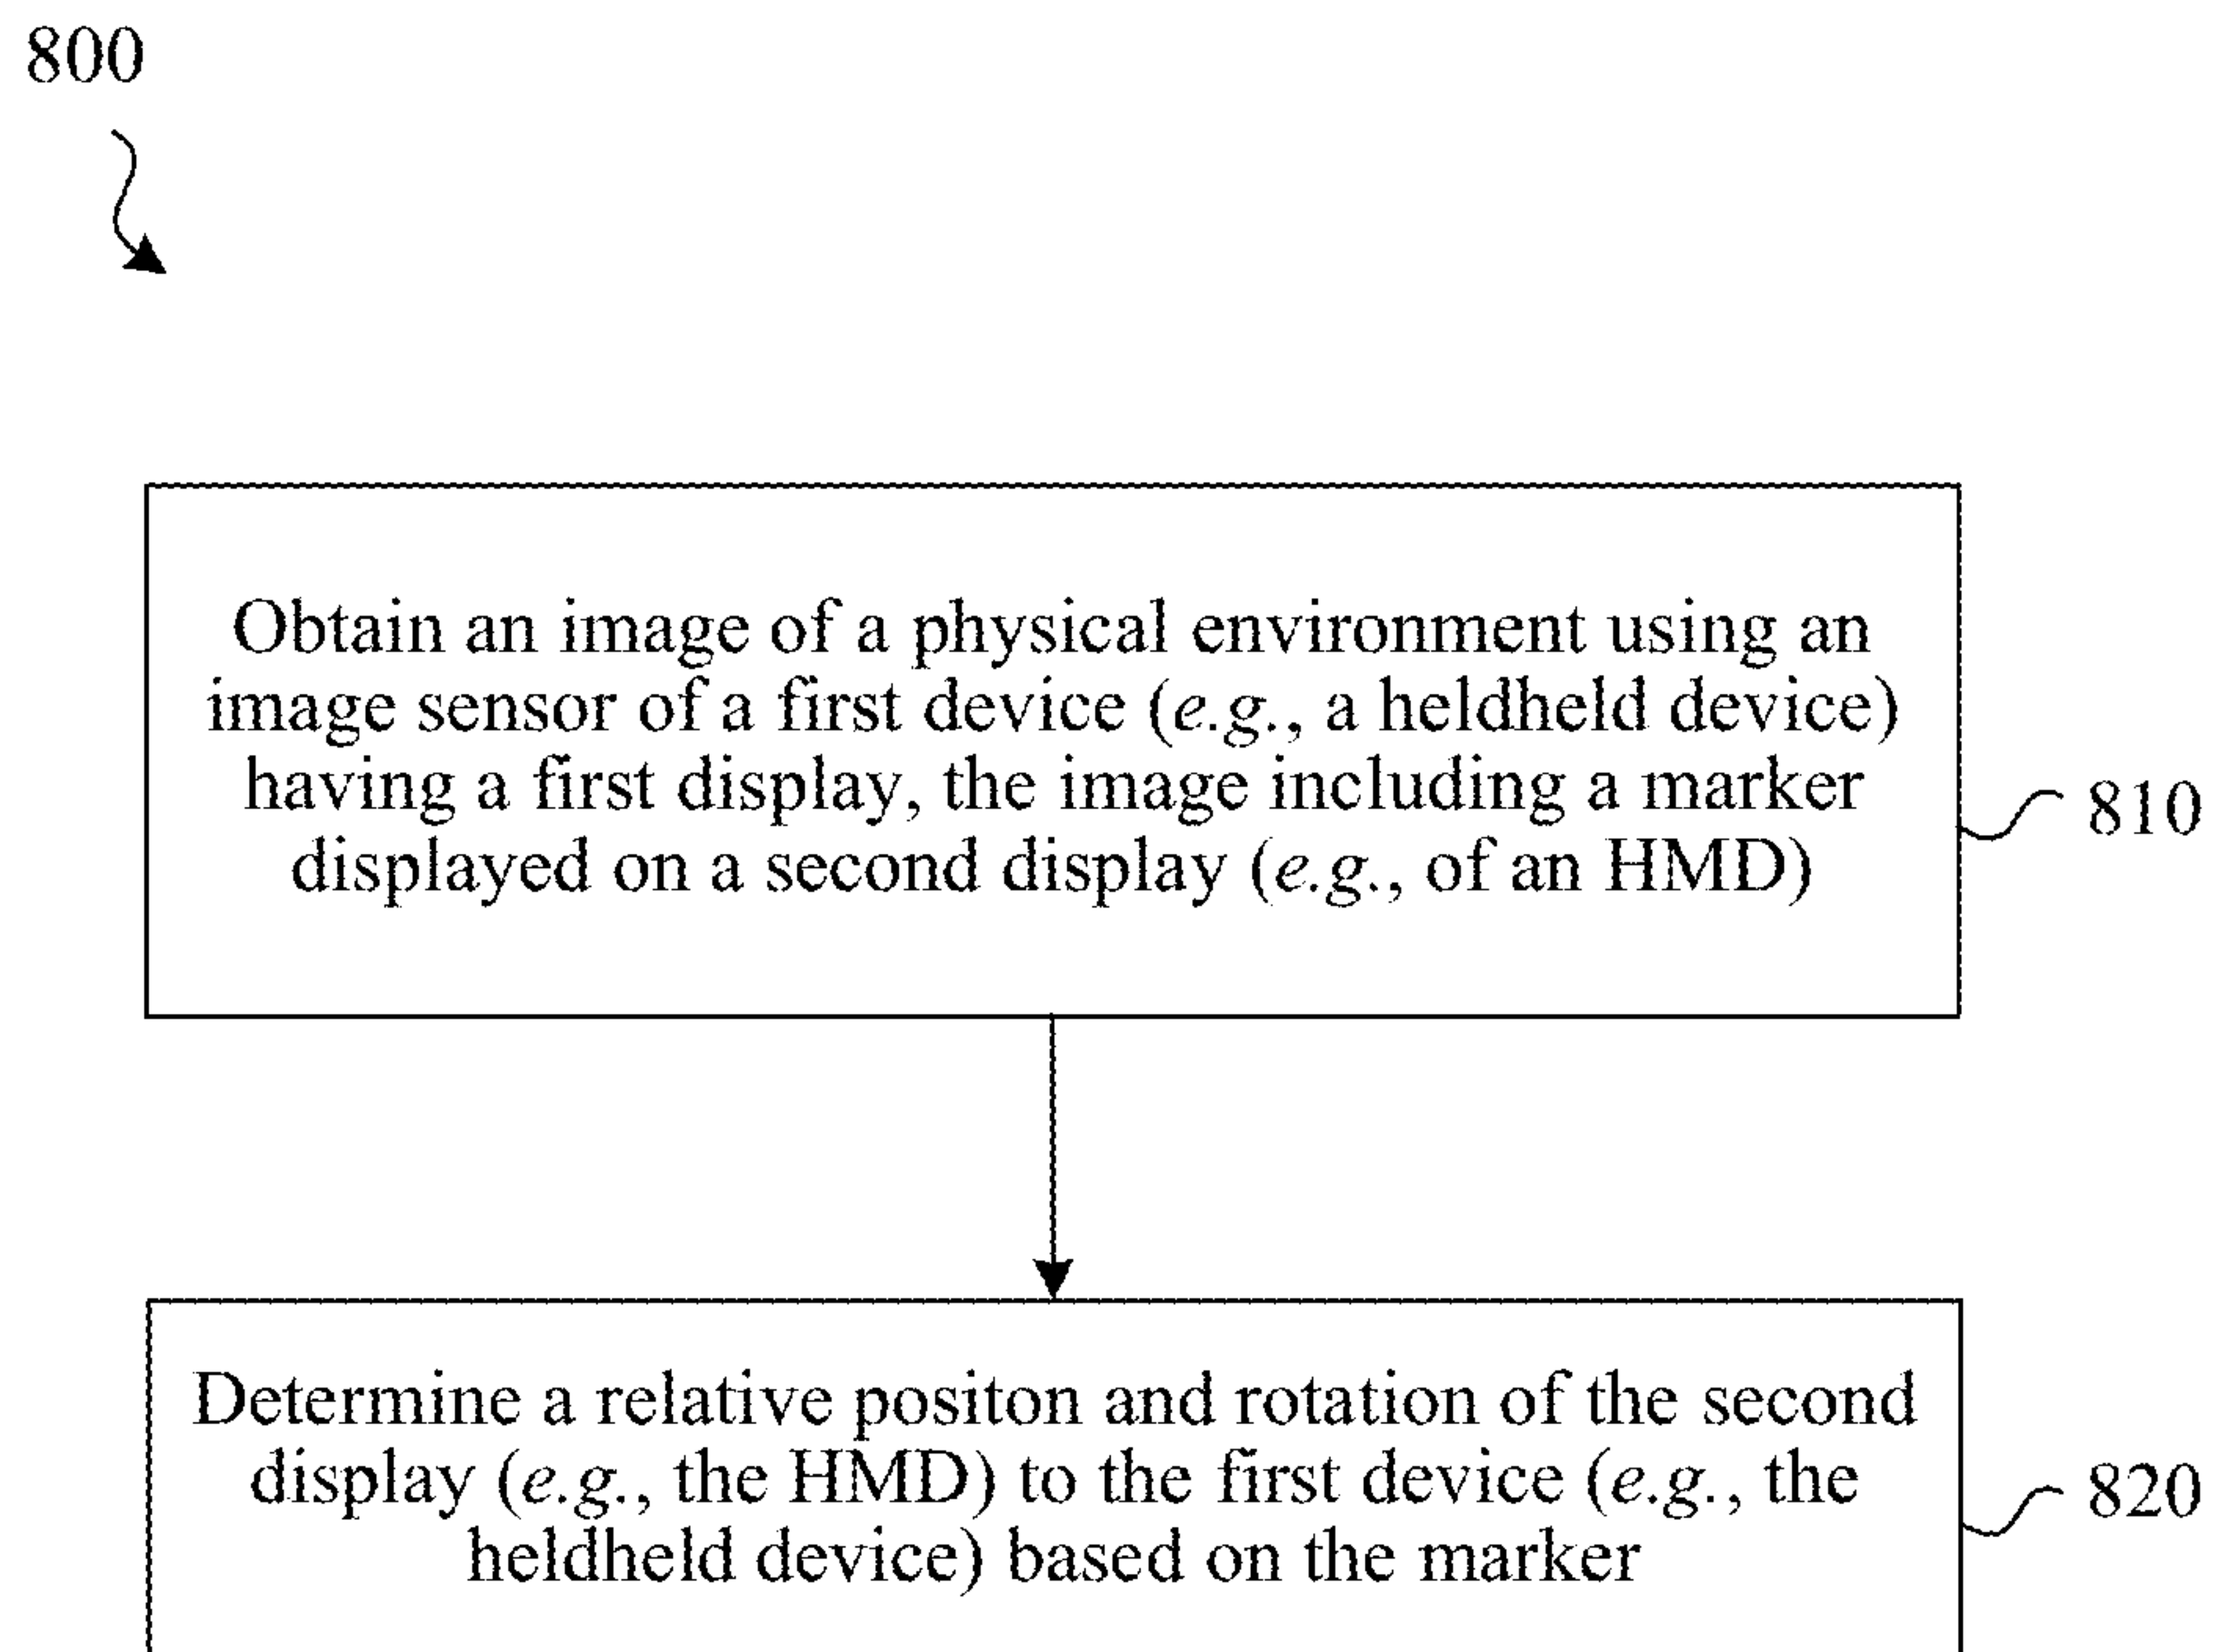 800
Obtain an image of a physical environment using an
image sensor of a first device (e.g., a heldheld device)
having a first display, the image including a marker
displayed on a second display (e.g., of an HMD)
810
Determine a relative positon and rotation of the second
display (e.g., the HMD) to the first device (e.g., the
heldheld device) based on the marker
820